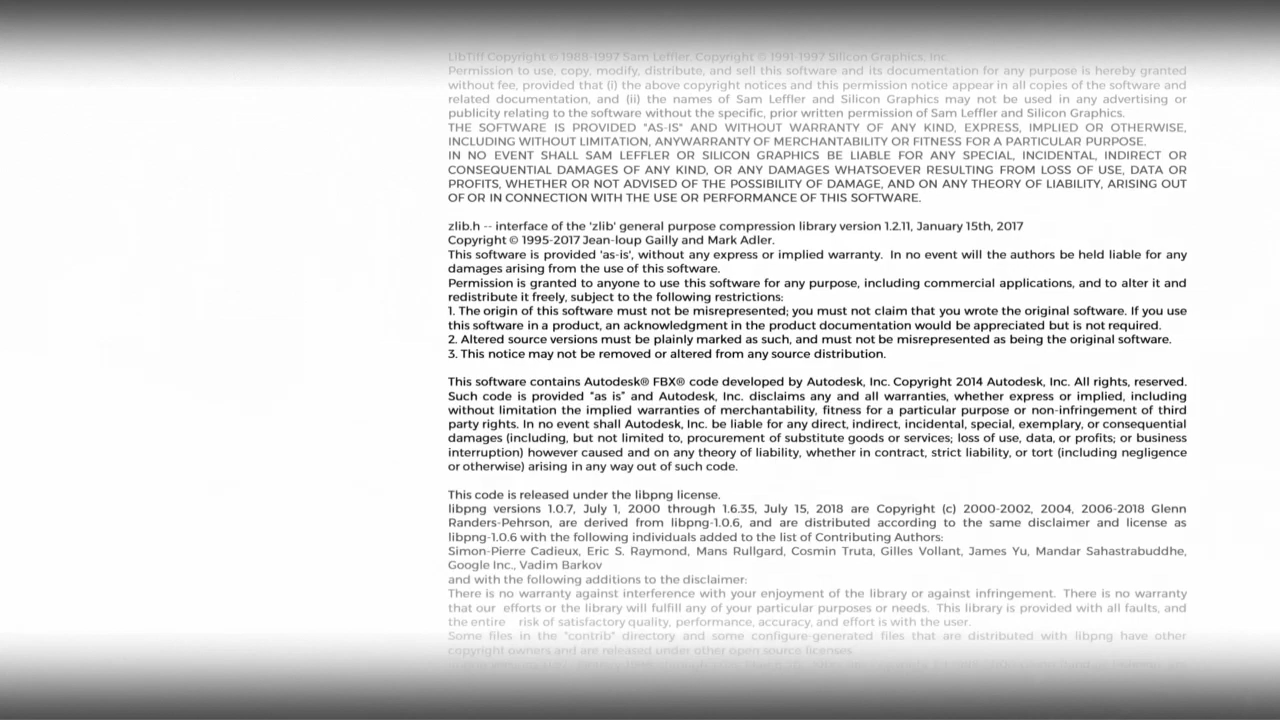 LibTiff Copyright © 1988-1997 Sam Leffler. Copyright © 1991-1997 Silicon Graphics, Inc.
Permission to use, copy, modify, distribute, and sell this software and its documentation for any purpose is hereby granted
without fee, provided that (i) the above copyright notices and this permission notice appear in all copies of the software and
related documentation, and (ii) the names of Sam Leffler and Silicon Graphics may not be used in any advertising or
publicity relating to the software without the specific, prior written permission of Sam Leffler and Silicon Graphics.
THE SOFTWARE IS PROVIDED "AS-IS" AND WITHOUT WARRANTY OF ANY KIND, EXPRESS, IMPLIED OR OTHERWISE,
INCLUDING WITHOUT LIMITATION, ANYWARRANTY OF MERCHANTABILITY OR FITNESS FOR A PARTICULAR PURPOSE.
IN NO EVENT SHALL SAM LEFFLER OR SILICON GRAPHICS BE LIABLE FOR ANY SPECIAL, INCIDENTAL, INDIRECT OR
CONSEQUENTIAL DAMAGES OF ANY KIND, OR ANY DAMAGES WHATSOEVER RESULTING FROM LOSS OF USE, DATA OR
PROFITS, WHETHER OR NOT ADVISED OF THE POSSIBILITY OF DAMAGE, AND ON ANY THEORY OF LIABILITY, ARISING OUT
OF OR IN CONNECTION WITH THE USE OR PERFORMANCE OF THIS SOFTWARE.
zlib.h -- interface of the 'zlib' general purpose compression library version 1.2.11, January 15th, 2017
Copyright © 1995-2017 Jean-loup Gailly and Mark Adler.
This software is provided 'as-is', without any express or implied warranty. In no event will the authors be held liable for any
damages arising from the use of this software.
Permission is granted to anyone to use this software for any purpose, including commercial applications, and to alter it and
redistribute it freely, subject to the following restrictions:
1. The origin of this software must not be misrepresented; you must not claim that you wrote the original software. If you use
this software in a product, an acknowledgment in the product documentation would be appreciated but is not required.
2. Altered source versions must be plainly marked as such, and must not be misrepresented as being the original software.
3. This notice may not be removed or altered from any source distribution.
This software contains Autodesk® FBX® code developed by Autodesk, Inc. Copyright 2014 Autodesk, Inc. All rights, reserved.
Such code is provided "as is" and Autodesk, Inc. disclaims any and all warranties, whether express or implied, including
without limitation the implied warranties of merchantability, fitness for a particular purpose or non-infringement of third
party rights. In no event shall Autodesk, Inc. be liable for any direct, indirect, incidental, special, exemplary, or consequential
damages (including, but not limited to, procurement of substitute goods or services; loss of use, data, or profits; or business
interruption) however caused and on any theory of liability, whether in contract, strict liability, or tort (including negligence
or otherwise) arising in any way out of such code.
This code is released under the libpng license.
libpng versions 1.0.7, July 1, 2000 through 1.6.35, July 15, 2018 are Copyright (c) 2000-2002, 2004, 2006-2018 Glenn
Randers-Pehrson, are derived from libpng-1.0.6, and are distributed according to the same disclaimer and license as
libpng-1.0.6 with the following individuals added to the list of Contributing Authors:
Simon-Pierre Cadieux, Eric S. Raymond, Mans Rullgard, Cosmin Truta, Gilles Vollant, James Yu, Mandar Sahastrabuddhe,
Google Inc., Vadim Barkov
and with the following additions to the disclaimer:
There is no warranty against interference with your enjoyment of the library or against infringement. There is no warranty
that our efforts or the library will fulfill any of your particular purposes or needs. This library is provided with all faults, and
the entire risk of satisfactory quality, performance, accuracy, and effort is with the user.
Some files in the "contrib" directory and some configure-generated files that are distributed with libpng have other
copyright owners and are released under other open source licenses.